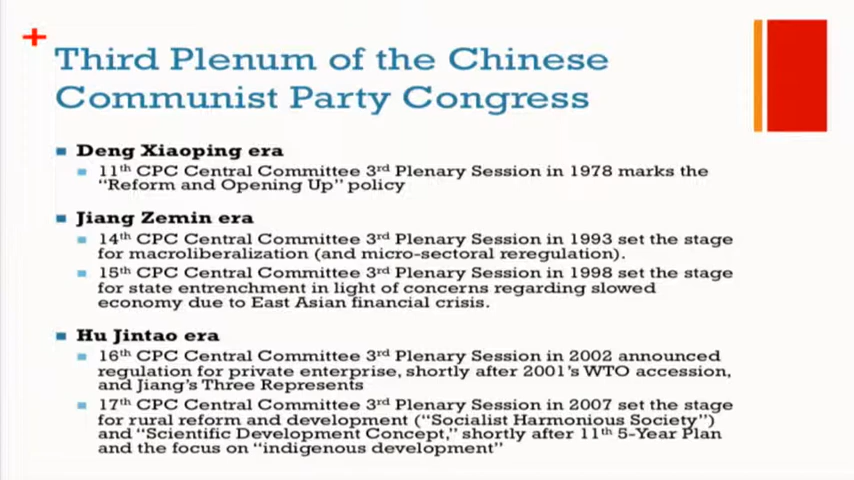 Third Plenum of the Chinese
Communist Party Congress
Deng Xiaoping era
11th CPC Central Committee 3rd Plenary Session in 1978 marks the
"Reform and Opening Up" policy
Jiang Zemin era
14th CPC Central Committee 3rd Plenary Session in 1993 set the stage
for macroliberalization (and micro-sectoral reregulation).
15th CPC Central Committee 3rd Plenary Session in 1998 set the stage
for state entrenchment in light of concerns regarding slowed
economy due to East Asian financial crisis.
Hu Jintao era
16th CPC Central Committee 3rd Plenary Session in 2002 announced
regulation for private enterprise, shortly after 2001's WTO accession,
and Jiang's Three Represents
17th CPC Central Committee 3rd Plenary Session in 2007 set the stage
for rural reform and development ("Socialist Harmonious Society")
and "Scientific Development Concept," shortly after 11th 5-Year Plan
and the focus on "indigenous development"